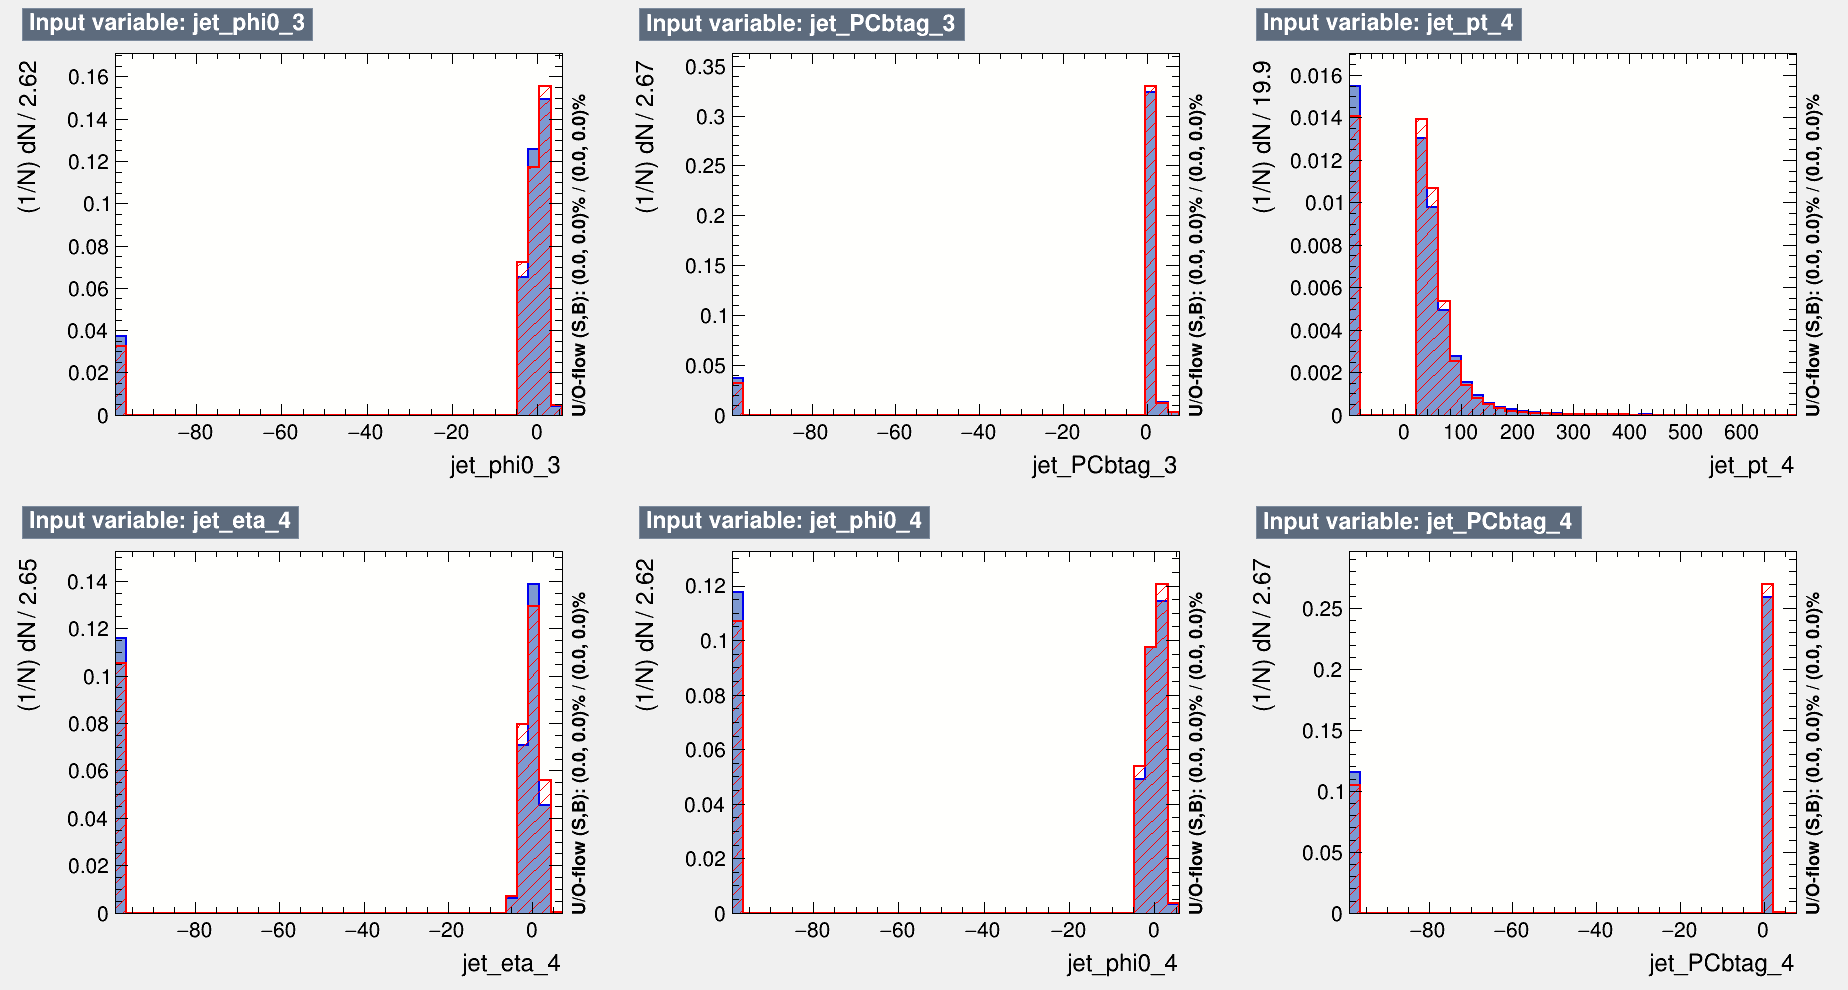 Input variable: jet_phi0_3
(1/N) dN / 2.62
0.16
0.14
0.12
0.1
0.08
0.06
0.04
0.02
0
−80 −60 −40 −20 0
jet_phi0_3
U/O-flow (S,B): (0.0, 0.0)% / (0.0, 0.0)%
Input variable: jet_PCbtag_3
(1/N) dN / 2.67
0.35
0.3
0.25
0.2
0.15
0.1
0.05
0
−80 −60 −40 −20 0
jet_PCbtag_3
U/O-flow (S,B): (0.0, 0.0)% / (0.0, 0.0)%
Input variable: jet_pt_4
(1/N) dN / 19.9
0.016
0.014
0.012
0.01
0.008
0.006
0.004
0.002
0
0 100 200 300 400 500 600
jet_pt_4
U/O-flow (S,B): (0.0, 0.0)% / (0.0, 0.0)%
Input variable: jet_eta_4
(1/N) dN / 2.65
0.14
0.12
0.1
0.08
0.06
0.04
0.02
0
−80 −60 −40 −20 0
jet_eta_4
U/O-flow (S,B): (0.0, 0.0)% / (0.0, 0.0)%
Input variable: jet_phi0_4
(1/N) dN / 2.62
0.12
0.1
0.08
0.06
0.04
0.02
0
−80 −60 −40 −20 0
jet_phi0_4
U/O-flow (S,B): (0.0, 0.0)% / (0.0, 0.0)%
Input variable: jet_PCbtag_4
(1/N) dN / 2.67
0.25
0.2
0.15
0.1
0.05
0
−80 −60 −40 −20 0
jet_PCbtag_4
U/O-flow (S,B): (0.0, 0.0)% / (0.0, 0.0)%